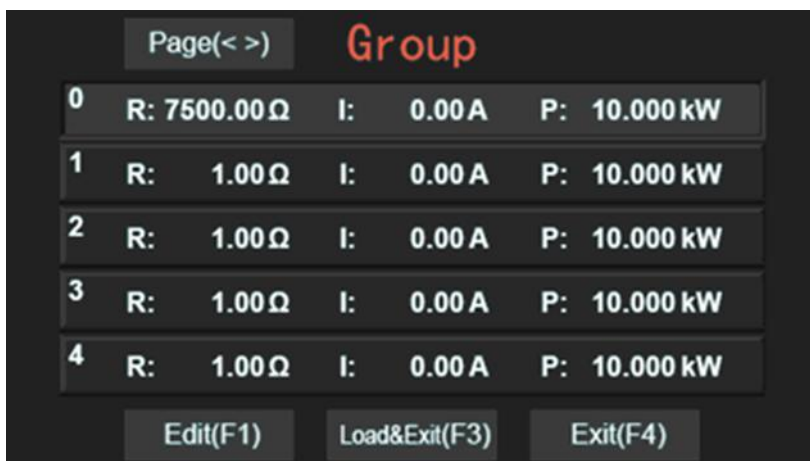 Page(< >) Group
0 R: 7500.00Ω I: 0.00A P: 10.000kW
1 R: 1.00Ω I: 0.00A P: 10.000kW
2 R: 1.00Ω I: 0.00A P: 10.000kW
3 R: 1.00Ω I: 0.00A P: 10.000kW
4 R: 1.00Ω I: 0.00A P: 10.000kW
Edit(F1) Load&Exit(F3) Exit(F4)